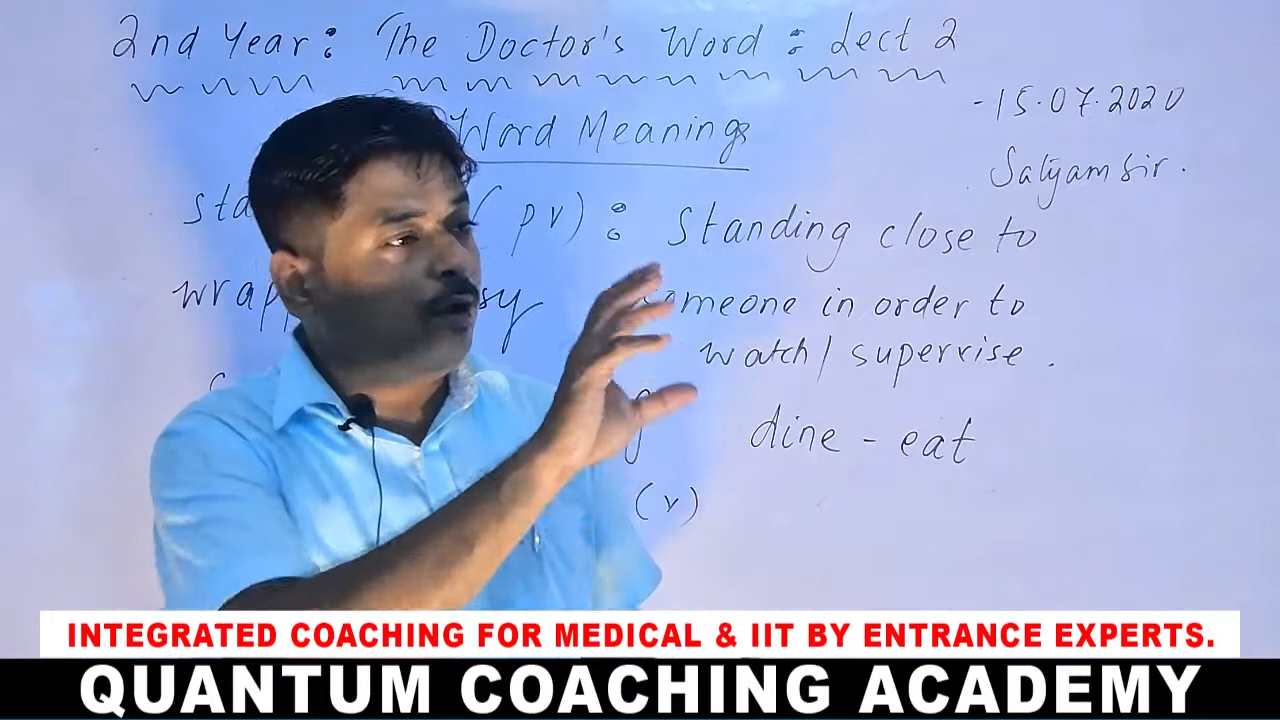 2nd Year: The Doctor's Word: Lect 2
-15.07.2020
Word Meanings
Satyam Sir.
(pv): Standing close to
someone in order to
watch/supervise.
dine - eat
(v)
INTEGRATED COACHING FOR MEDICAL & IIT BY ENTRANCE EXPERTS.
QUANTUM COACHING ACADEMY